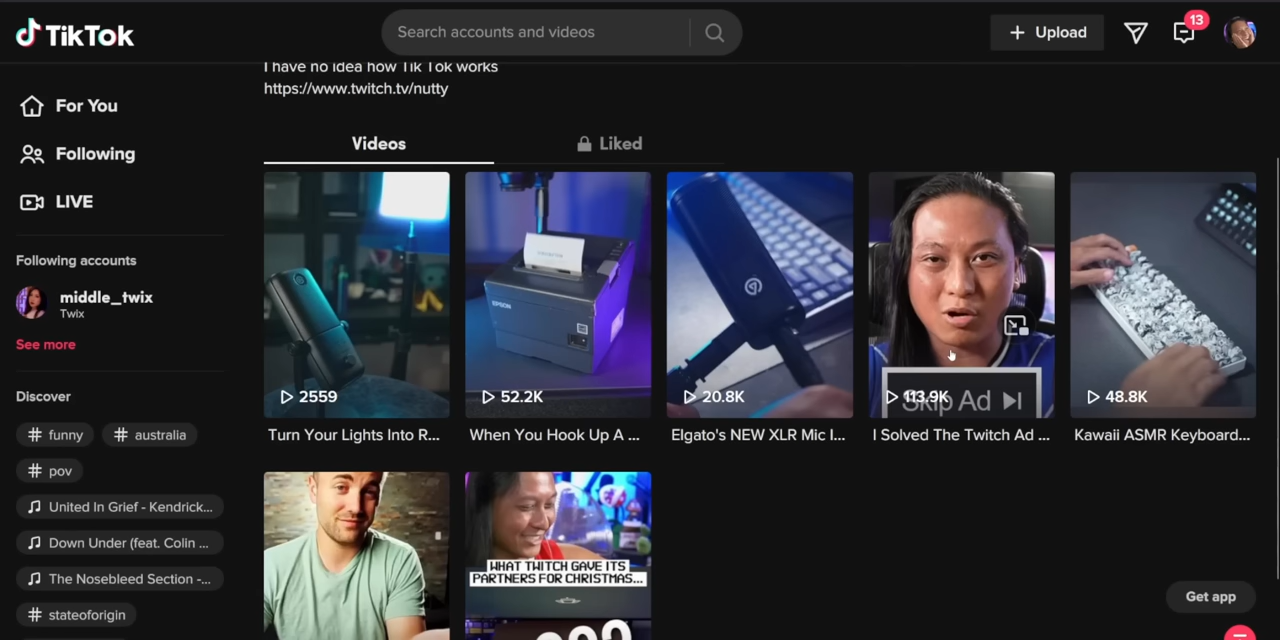 TikTok
Search accounts and videos
Upload
13
I have no idea how Tik Tok works
https://www.twitch.tv/nutty
For You
Following
LIVE
Videos
Liked
Following accounts
middle_twix
Twix
See more
Discover
# funny
# australia
# pov
United In Grief - Kendrick...
Down Under (feat. Colin ...
The Nosebleed Section -...
# stateoforigin
EPSON
2559
52.2K
20.8K
Skip Ad
113.9K
48.8K
Turn Your Lights Into R...
When You Hook Up A ...
Elgato's NEW XLR Mic I...
I Solved The Twitch Ad ...
Kawaii ASMR Keyboard...
WHAT TWITCH GAVE ITS
PARTNERS FOR CHRISTMAS...
Get app